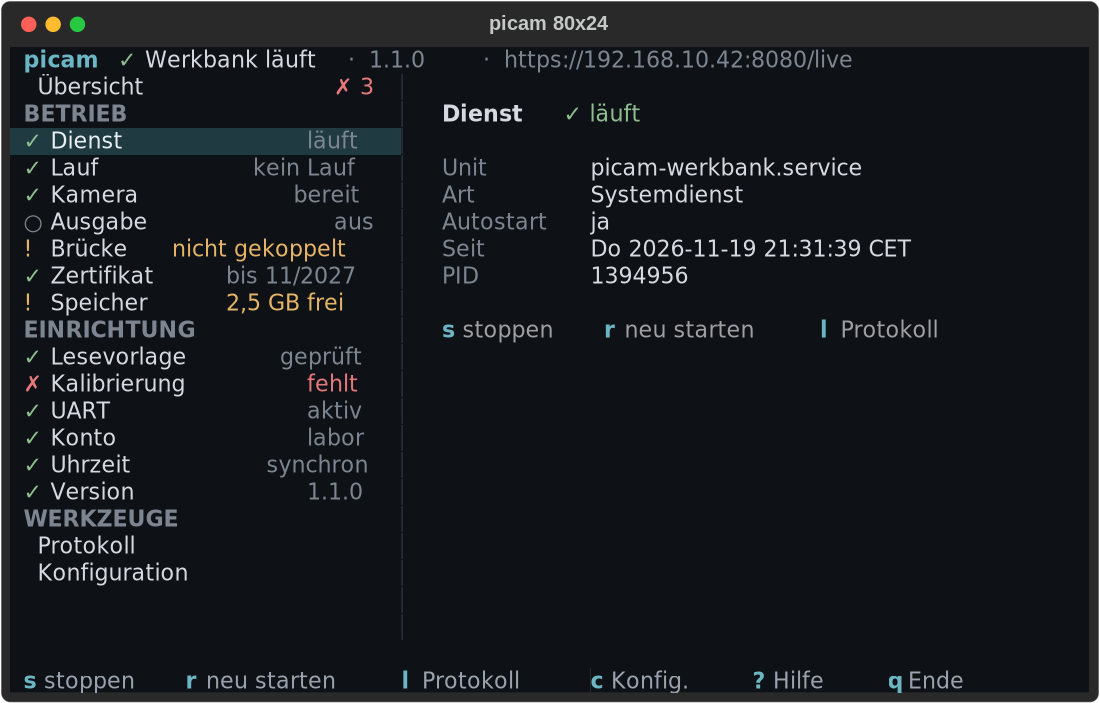 picam 80x24
picam ✓ Werkbank läuft · 1.1.0 · https://192.168.10.42:8080/live
Übersicht ✗ 3
BETRIEB
✓ Dienst läuft
✓ Lauf kein Lauf
✓ Kamera bereit
○ Ausgabe aus
! Brücke nicht gekoppelt
✓ Zertifikat bis 11/2027
! Speicher 2,5 GB frei
EINRICHTUNG
✓ Lesevorlage geprüft
✗ Kalibrierung fehlt
✓ UART aktiv
✓ Konto labor
✓ Uhrzeit synchron
✓ Version 1.1.0
WERKZEUGE
Protokoll
Konfiguration
Dienst ✓ läuft
Unit picam-werkbank.service
Art Systemdienst
Autostart ja
Seit Do 2026-11-19 21:31:39 CET
PID 1394956
s stoppen r neu starten l Protokoll
s stoppen r neu starten l Protokoll c Konfig. ? Hilfe q Ende